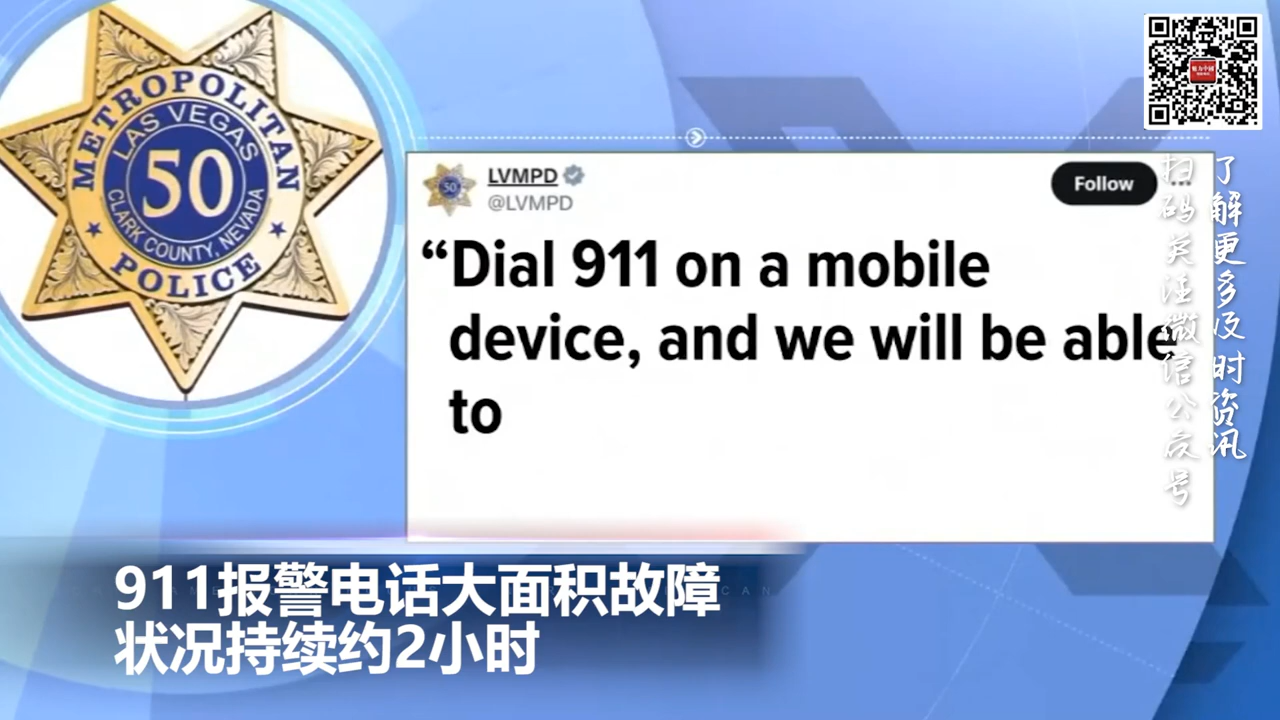 METROPOLITAN
LAS VEGAS
50
CLARK COUNTY, NEVADA
POLICE
LVMPD
@LVMPD
Follow
“Dial 911 on a mobile
device, and we will be able
to
了解更多及时资讯
扫码关注微信公众号
911报警电话大面积故障
状况持续约2小时